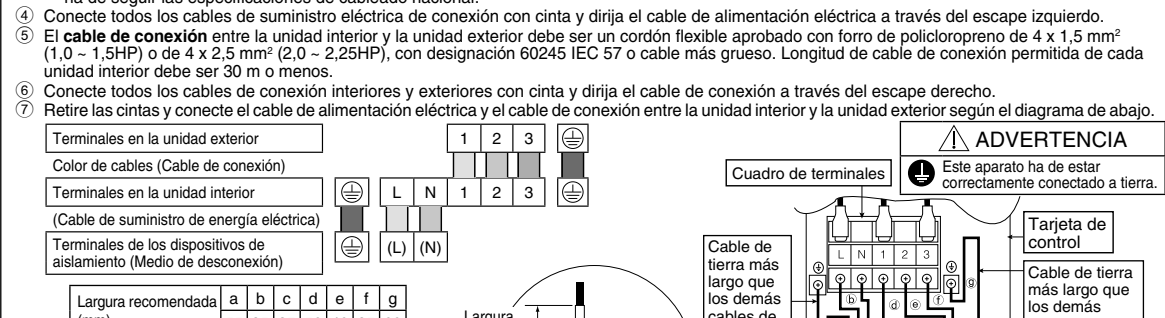 ha de seguir las especificaciones de cableado nacional.
④ Conecte todos los cables de suministro eléctrica de conexión con cinta y dirija el cable de alimentación eléctrica a través del escape izquierdo.
⑤ El cable de conexión entre la unidad interior y la unidad exterior debe ser un cordón flexible aprobado con forro de policloropreno de 4 x 1,5 mm²
(1,0 ~ 1,5HP) o de 4 x 2,5 mm² (2,0 ~ 2,25HP), con designación 60245 IEC 57 o cable más grueso. Longitud de cable de conexión permitida de cada
unidad interior debe ser 30 m o menos.
⑥ Conecte todos los cables de conexión interiores y exteriores con cinta y dirija el cable de conexión a través del escape derecho.
⑦ Retire las cintas y conecte el cable de alimentación eléctrica y el cable de conexión entre la unidad interior y la unidad exterior según el diagrama de abajo.
Terminales en la unidad exterior
1 2 3
Color de cables (Cable de conexión)
Terminales en la unidad interior
L N 1 2 3
(Cable de suministro de energía eléctrica)
Terminales de los dispositivos de
aislamiento (Medio de desconexión)
(L) (N)
ADVERTENCIA
Este aparato ha de estar
correctamente conectado a tierra.
Cuadro de terminales
Tarjeta de
control
L N 1 2 3
Cable de
tierra más
largo que
los demás
cables de
Cable de tierra
más largo que
los demás
ⓑ ⓓ ⓔ ⓕ ⓖ
Largura recomendada a b c d e f g
(mm)
Largura